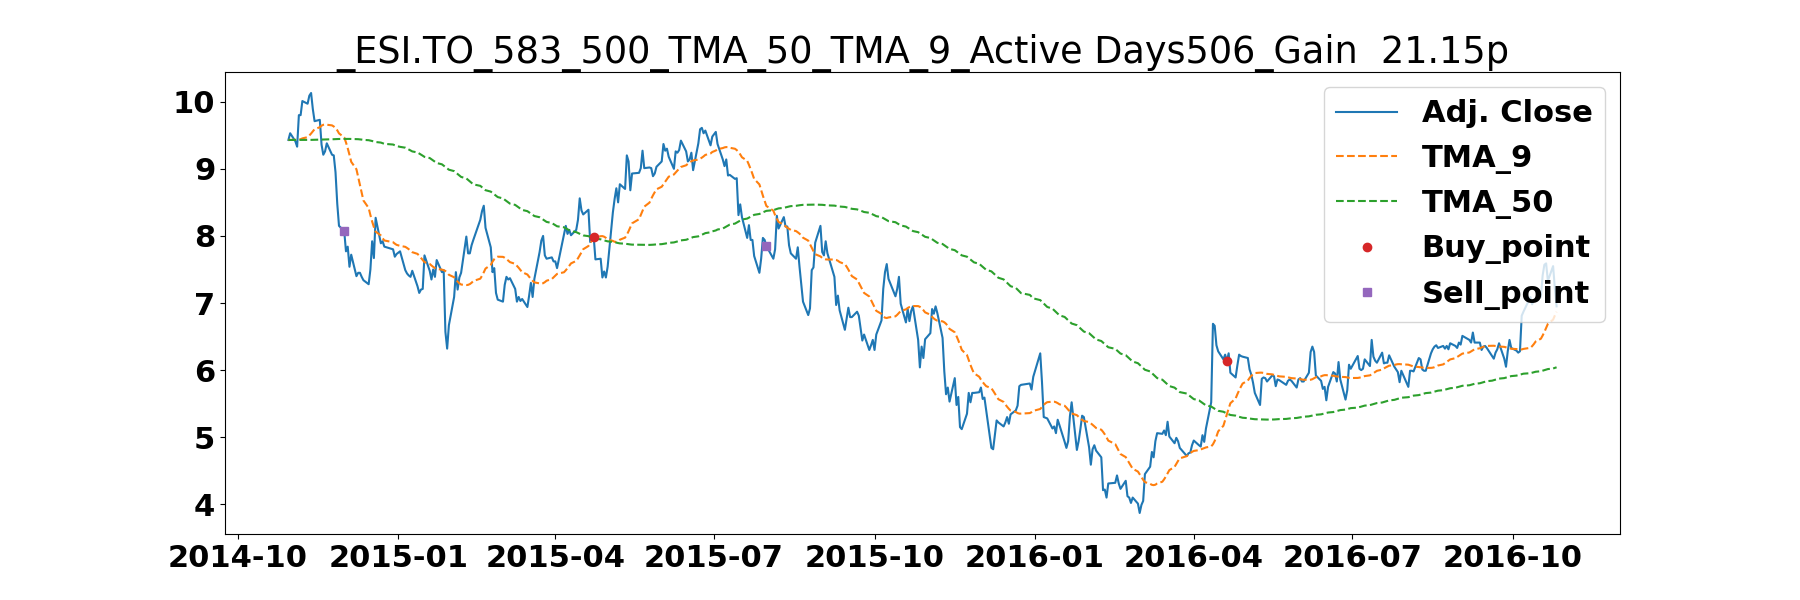 _ESI.TO_583_500_TMA_50_TMA_9_Active Days506_Gain  21.15p
10
9
8
7
6
5
4
Adj. Close
TMA_9
TMA_50
Buy_point
Sell_point
2014-10 2015-01 2015-04 2015-07 2015-10 2016-01 2016-04 2016-07 2016-10